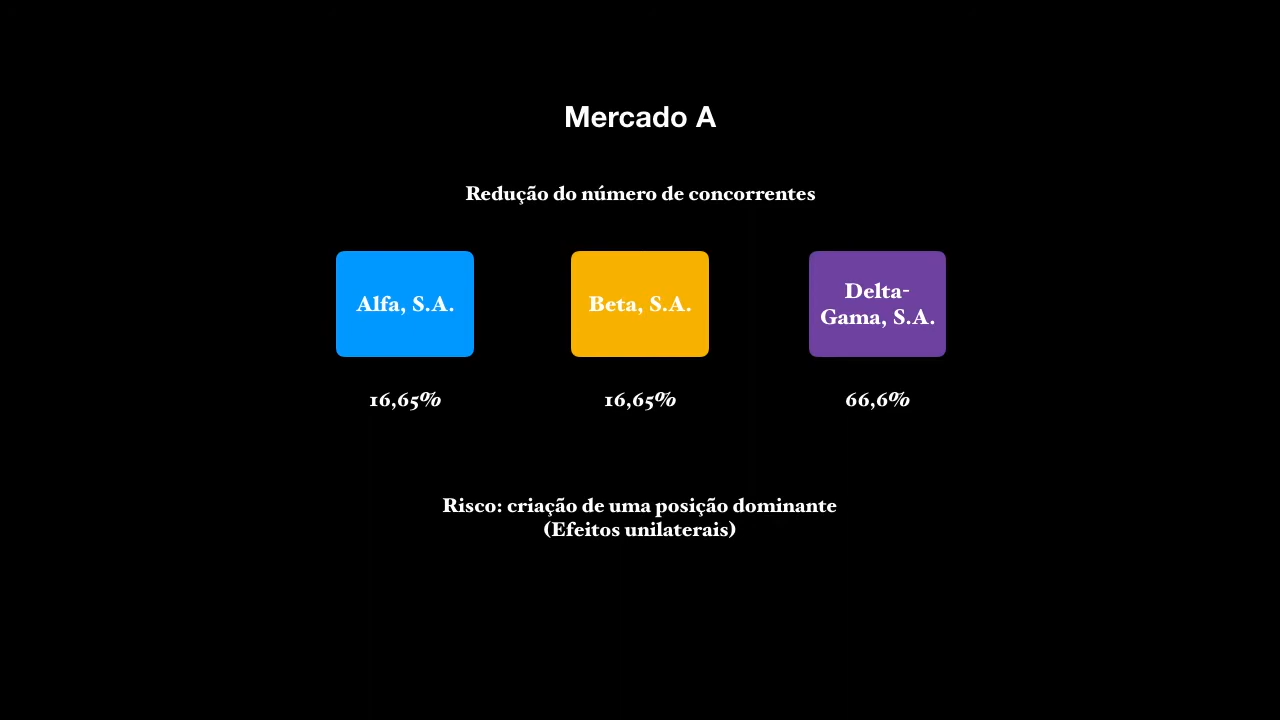 Mercado A
Redução do número de concorrentes
Alfa, S.A.
Beta, S.A.
Delta-
Gama, S.A.
16,65%
16,65%
66,6%
Risco: criação de uma posição dominante
(Efeitos unilaterais)